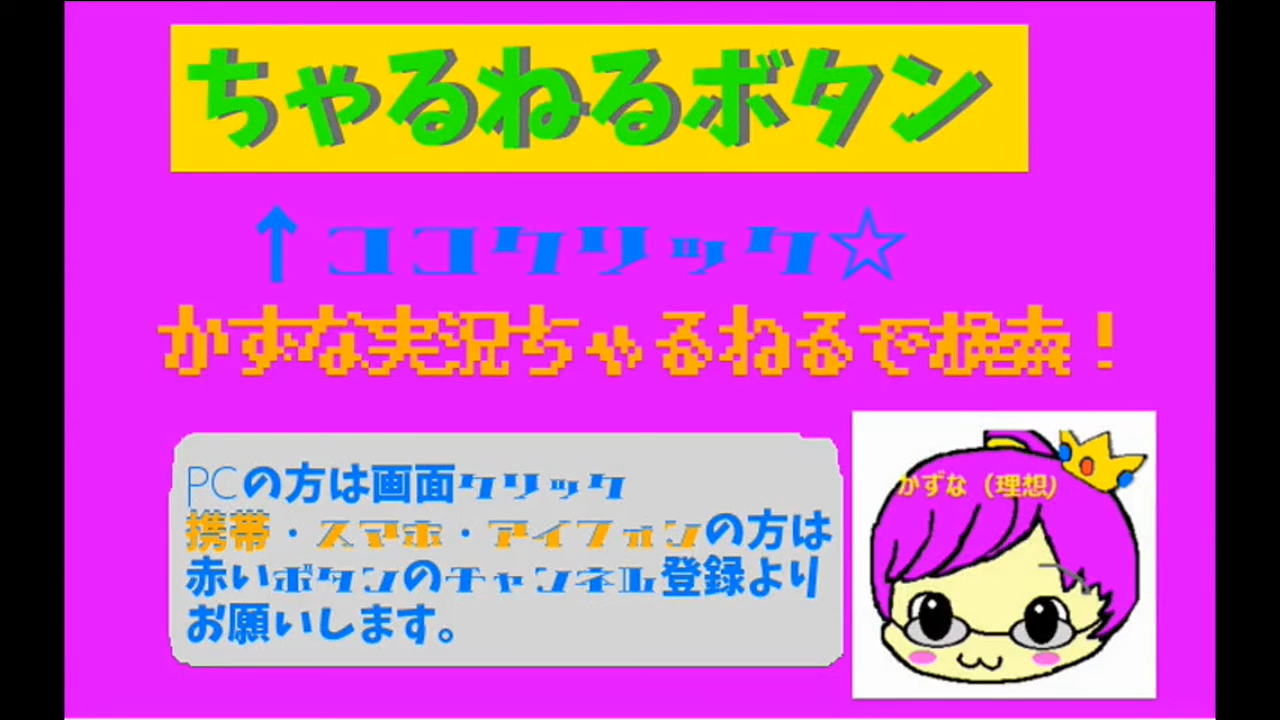 ちゃるねるボタン
↑ココクリック☆
かずな実況ちゃるねるで検索！
PCの方は画面クリック
携帯・スマホ・アイフォンの方は
赤いボタンのチャンネル登録より
お願いします。
かずな（理想）